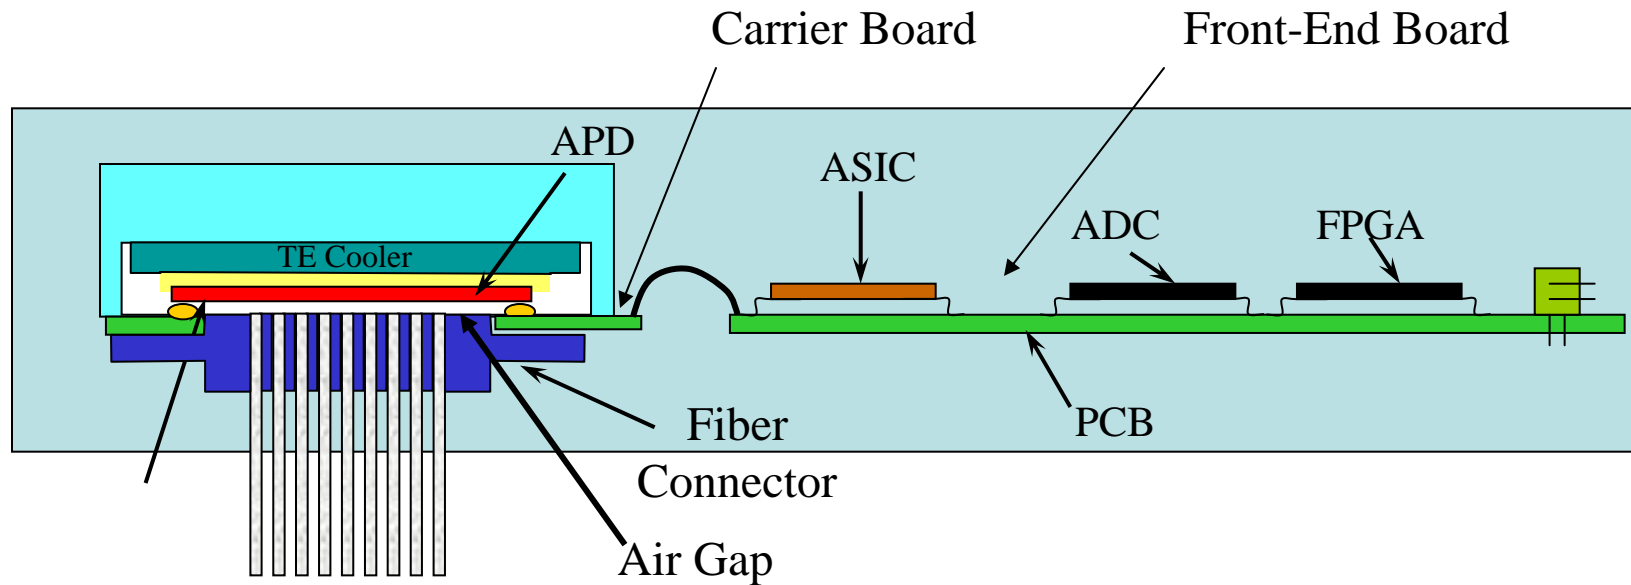 Carrier Board
Front-End Board
APD
ASIC
ADC
FPGA
TE Cooler
Fiber
Connector
PCB
Air Gap